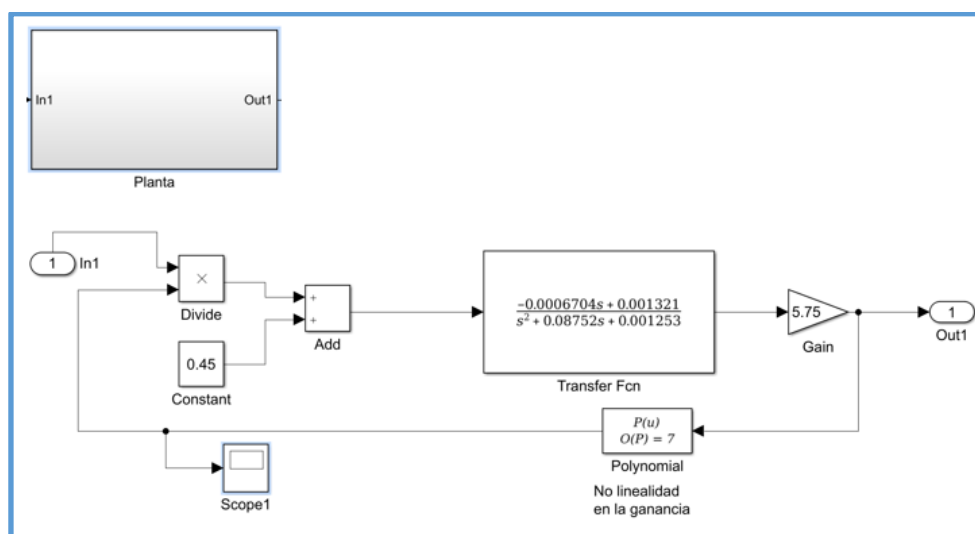 In1 Out1
Planta
1 In1
×
Divide
+
+
Add
0.45
Constant
-0.0006704s + 0.001321
s² + 0.08752s + 0.001253
Transfer Fcn
5.75
Gain
1
Out1
P(u)
O(P) = 7
Polynomial
No linealidad
en la ganancia
Scope1